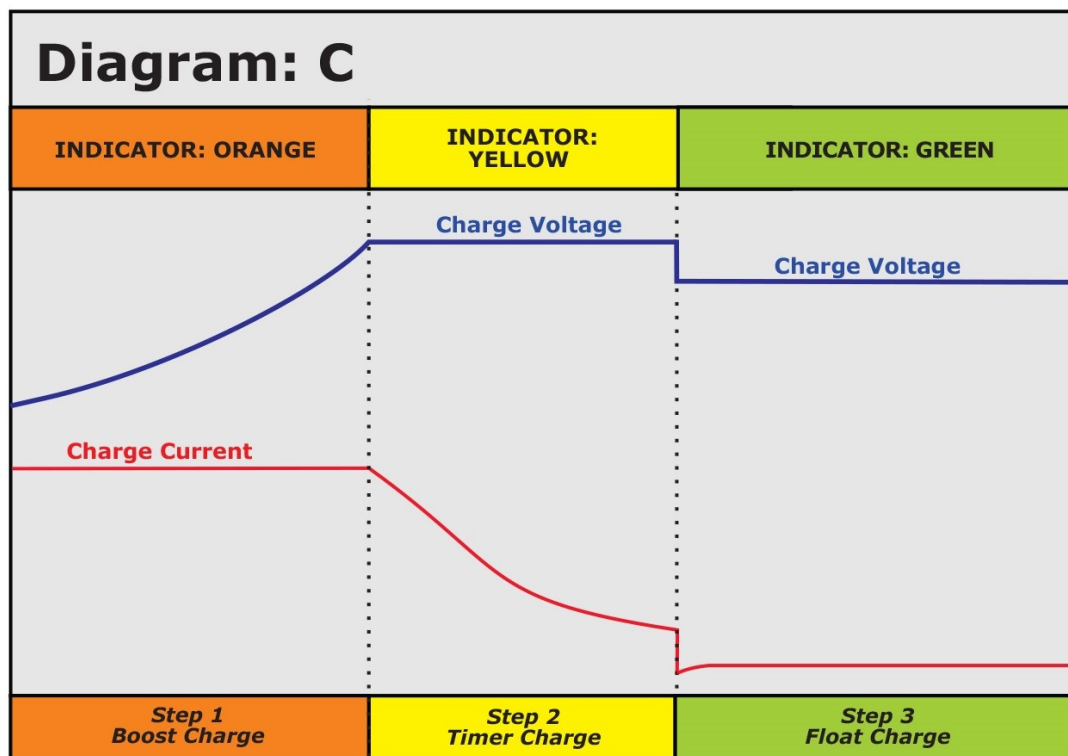 Diagram: C
INDICATOR: ORANGE
INDICATOR:
YELLOW
INDICATOR: GREEN
Charge Voltage
Charge Voltage
Charge Current
Step 1
Boost Charge
Step 2
Timer Charge
Step 3
Float Charge